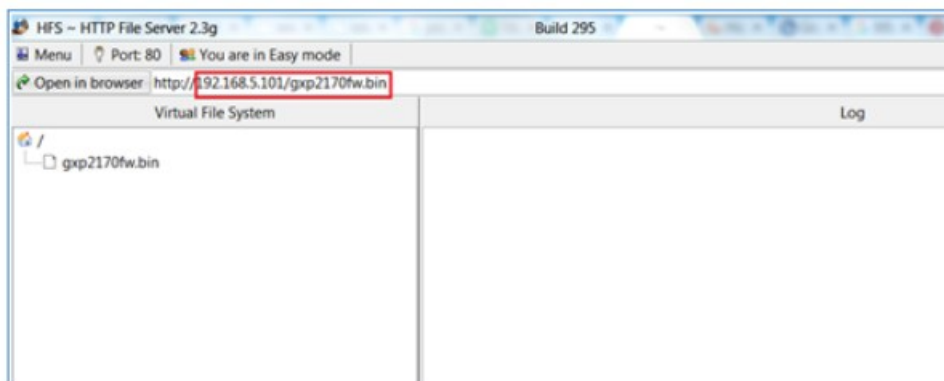 HFS ~ HTTP File Server 2.3g Build 295
Menu Port: 80 You are in Easy mode
Open in browser http://192.168.5.101/gxp2170fw.bin
Virtual File System Log
/
gxp2170fw.bin